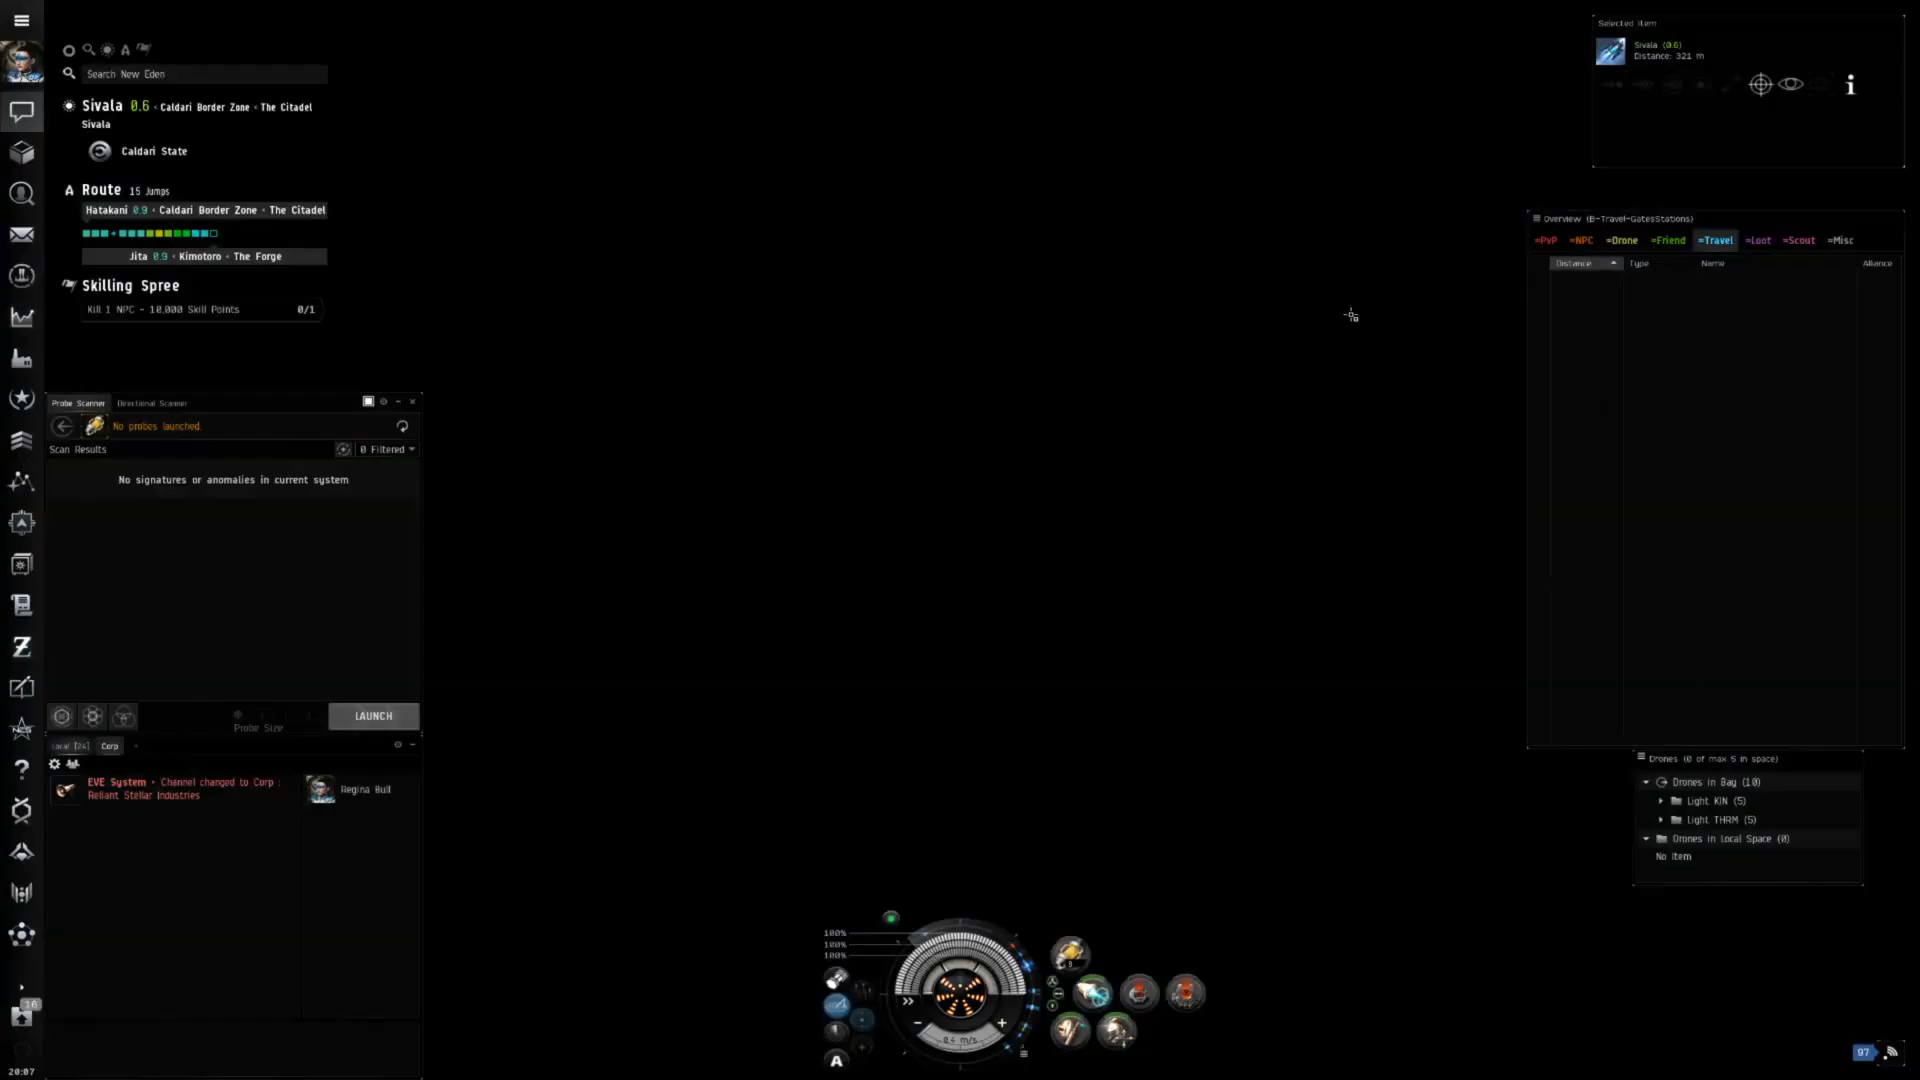 Search New Eden
Sivala 0.6 ‹ Caldari Border Zone ‹ The Citadel
Sivala
Caldari State
Route 15 Jumps
Hatakani 0.9 ‹ Caldari Border Zone ‹ The Citadel
Jita 0.9 ‹ Kimotoro ‹ The Forge
Skilling Spree
Kill 1 NPC - 10,000 Skill Points 0/1
Probe Scanner Directional Scanner
No probes launched.
Scan Results 0 Filtered
No signatures or anomalies in current system
Probe Size
LAUNCH
Local [24] Corp
EVE System • Channel changed to Corp :
Reliant Stellar Industries
Regina Bull
16
20:07
100%
100%
100%
0.4 m/s
A
9
Selected Item
Sivala (0.6)
Distance: 321 m
Overview (B-Travel-GatesStations)
=PvP =NPC =Drone =Friend =Travel =Loot =Scout =Misc
Distance Type Name Alliance
Drones (0 of max 5 in space)
Drones in Bay (10)
Light KIN (5)
Light THRM (5)
Drones in Local Space (0)
No Item
97